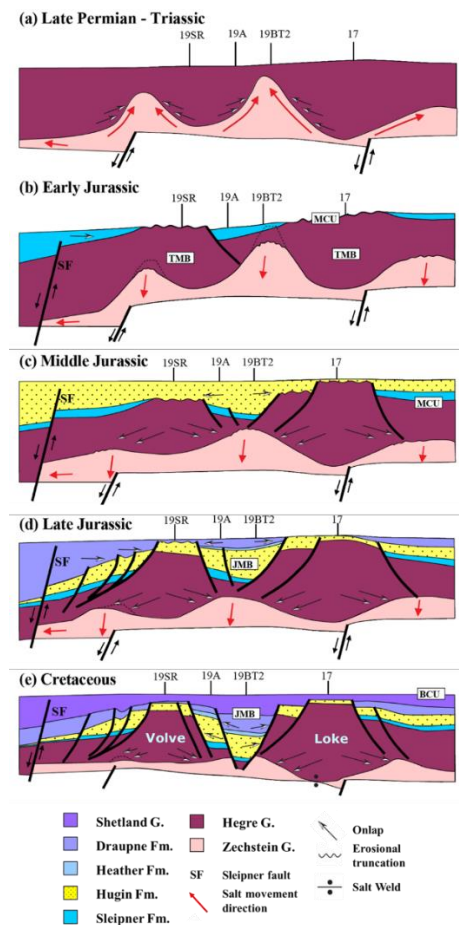 (a) Late Permian - Triassic
19SR 19A 19BT2 17
(b) Early Jurassic
19SR 19A 19BT2 17
MCU
SF
TMB TMB
(c) Middle Jurassic
19SR 19A 19BT2 17
SF
MCU
(d) Late Jurassic
19SR 19A 19BT2 17
SF
JMB
(e) Cretaceous
19SR 19A 19BT2 17
BCU
SF
JMB
Volve Loke
Shetland G.
Draupne Fm.
Heather Fm.
Hugin Fm.
Sleipner Fm.
Hegre G.
Zechstein G.
SF Sleipner fault
Salt movement
direction
Onlap
Erosional
truncation
Salt Weld